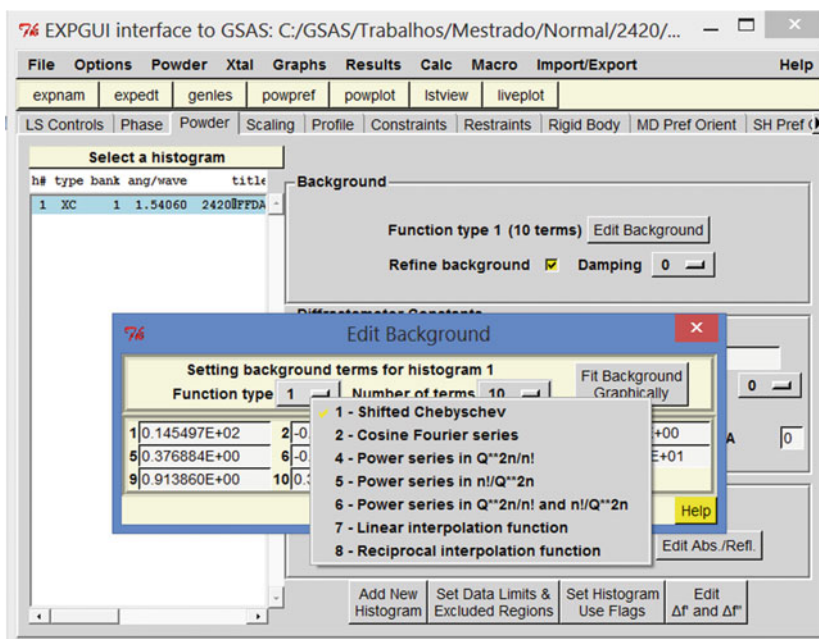 EXPGUI interface to GSAS: C:/GSAS/Trabalhos/Mestrado/Normal/2420/...
File Options Powder Xtal Graphs Results Calc Macro Import/Export Help
expnam expedt genles powpref powplot lstview liveplot
LS Controls Phase Powder Scaling Profile Constraints Restraints Rigid Body MD Pref Orient SH Pref
Select a histogram
h# type bank ang/wave title
1 XC 1 1.54060 2420
Background
Function type 1 (10 terms) Edit Background
Refine background Damping 0
Diffractometer Constants
Edit Background
Setting background terms for histogram 1
Function type 1 Number of terms 10
Fit Background
Graphically
1 0.145497E+02 2 -0. +00
5 0.376884E+00 6 -0. E+01
9 0.913860E+00 10 0.
1 - Shifted Chebyschev
2 - Cosine Fourier series
4 - Power series in Q**2n/n!
5 - Power series in n!/Q**2n
6 - Power series in Q**2n/n! and n!/Q**2n
7 - Linear interpolation function
8 - Reciprocal interpolation function
Help
0
A 0
Edit Abs./Refl.
Add New
Histogram
Set Data Limits &
Excluded Regions
Set Histogram
Use Flags
Edit
Δf' and Δf"